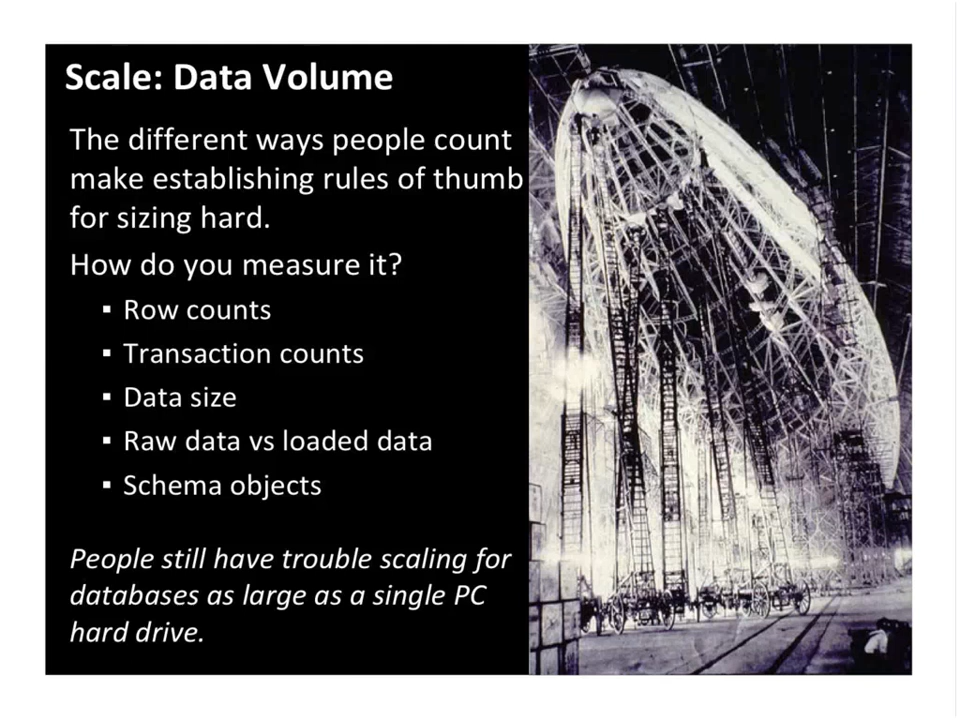 Scale: Data Volume
The different ways people count
make establishing rules of thumb
for sizing hard.
How do you measure it?
▪ Row counts
▪ Transaction counts
▪ Data size
▪ Raw data vs loaded data
▪ Schema objects
People still have trouble scaling for
databases as large as a single PC
hard drive.